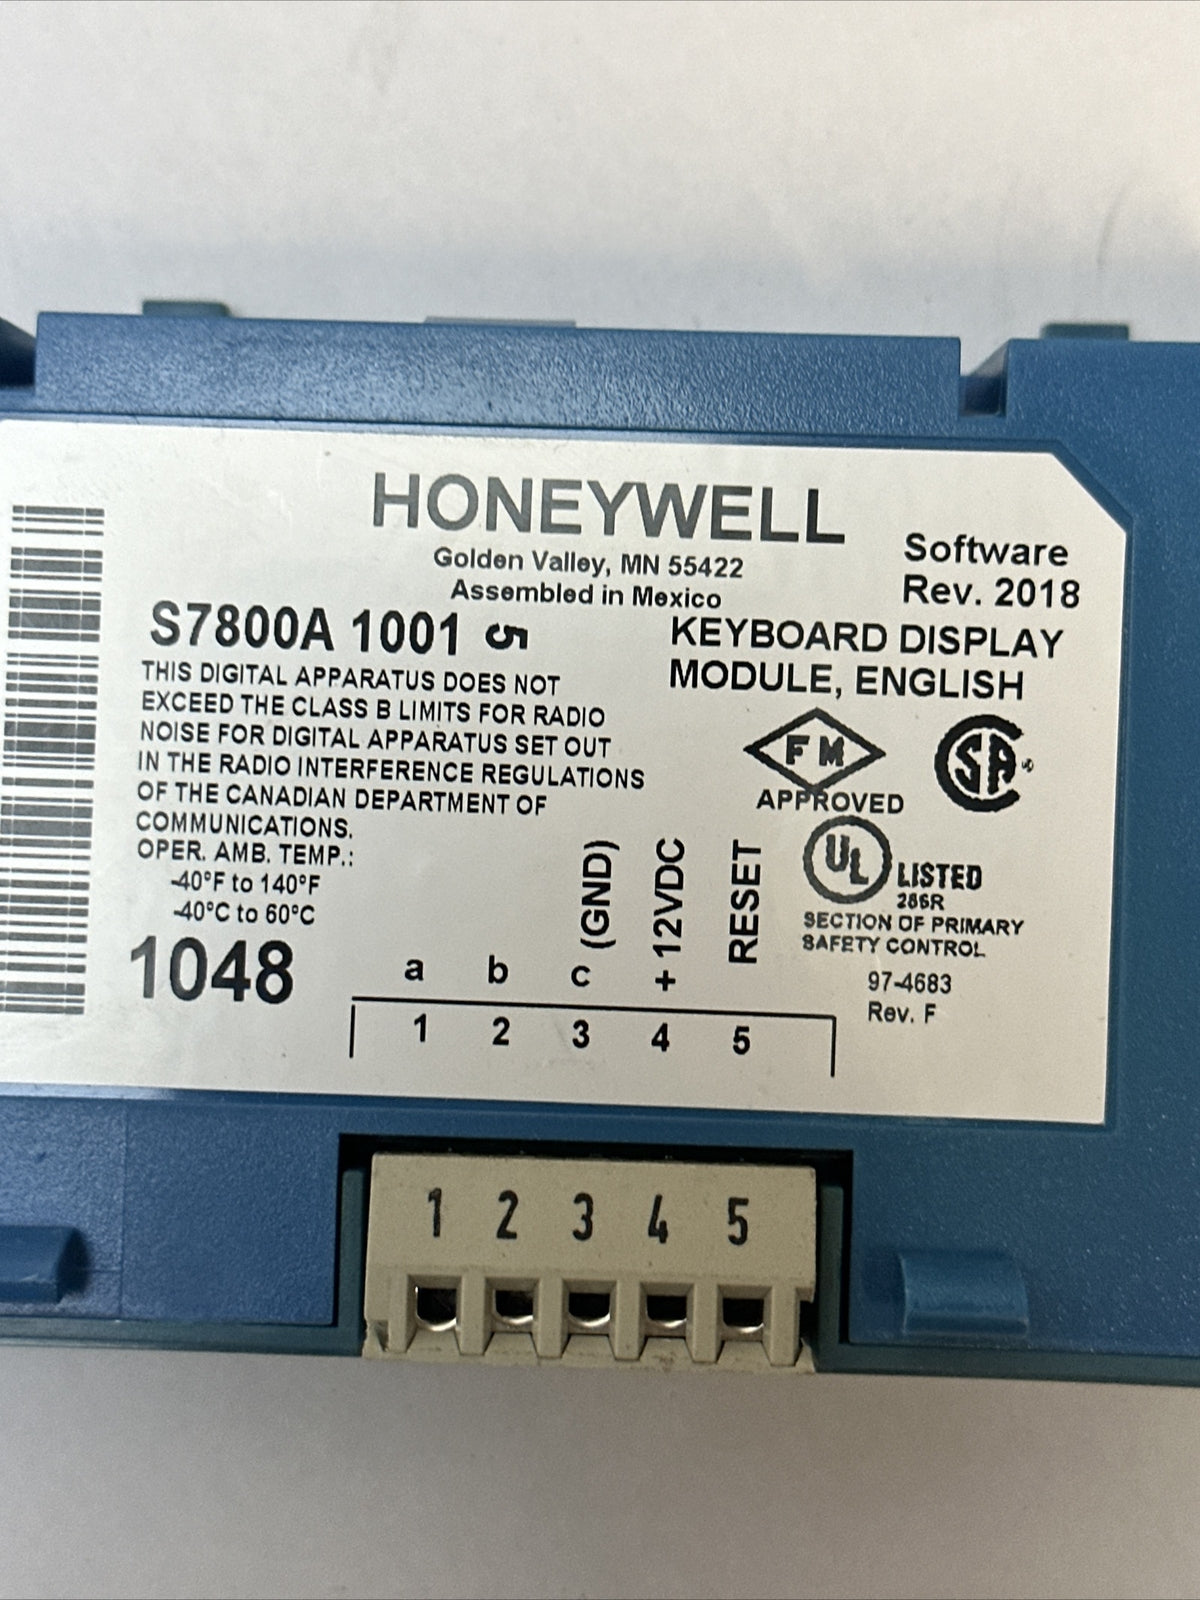 HONEYWELL
Golden Valley, MN 55422
Assembled in Mexico
Software
Rev. 2018
S7800A 1001 5
KEYBOARD DISPLAY
MODULE, ENGLISH
THIS DIGITAL APPARATUS DOES NOT
EXCEED THE CLASS B LIMITS FOR RADIO
NOISE FOR DIGITAL APPARATUS SET OUT
IN THE RADIO INTERFERENCE REGULATIONS
OF THE CANADIAN DEPARTMENT OF
COMMUNICATIONS.
OPER. AMB. TEMP.:
-40°F to 140°F
-40°C to 60°C
1048
FM
APPROVED
SA
UL LISTED
286R
SECTION OF PRIMARY
SAFETY CONTROL
97-4683
Rev. F
a b c (GND) + 12VDC RESET
1 2 3 4 5
1 2 3 4 5